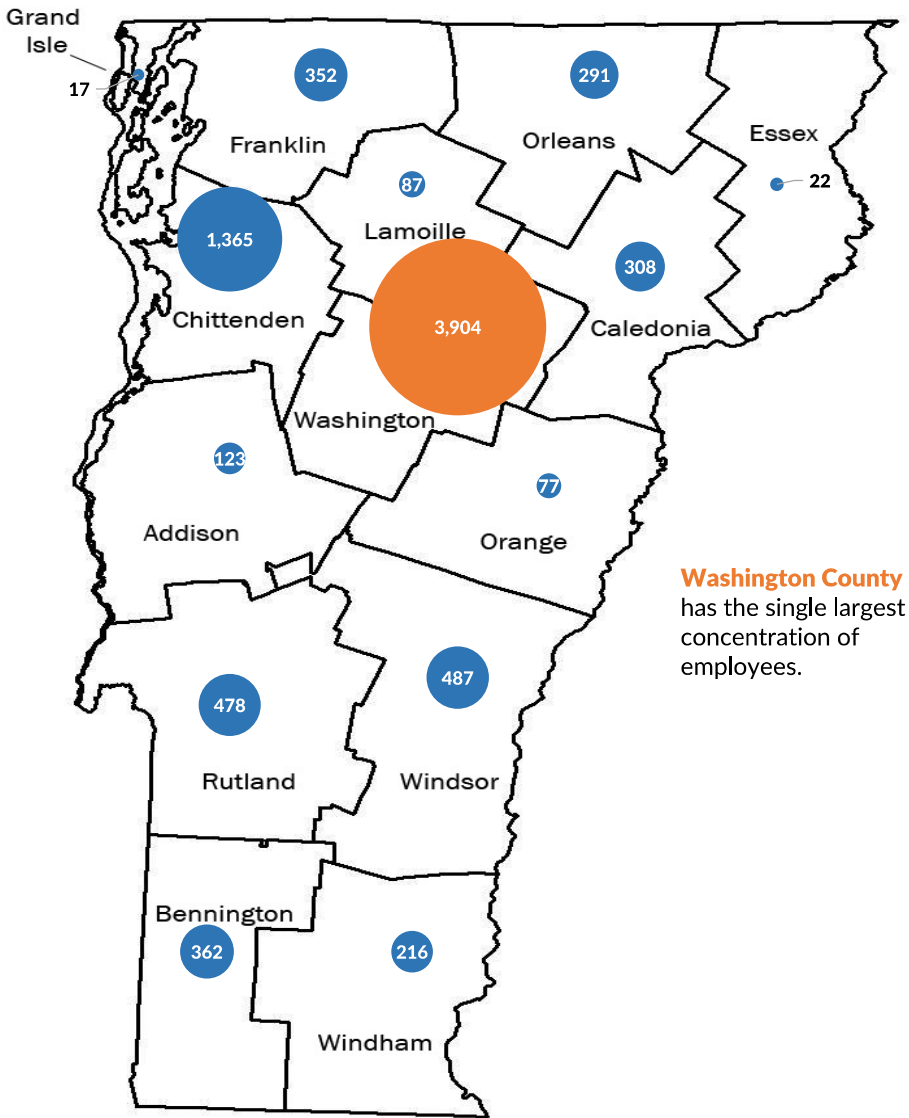 Grand
Isle
17
352
Franklin
291
Orleans
Essex
22
87
Lamoille
1,365
Chittenden
308
Caledonia
3,904
Washington
123
Addison
77
Orange
Washington County
has the single largest
concentration of
employees.
478
Rutland
487
Windsor
Bennington
362
216
Windham